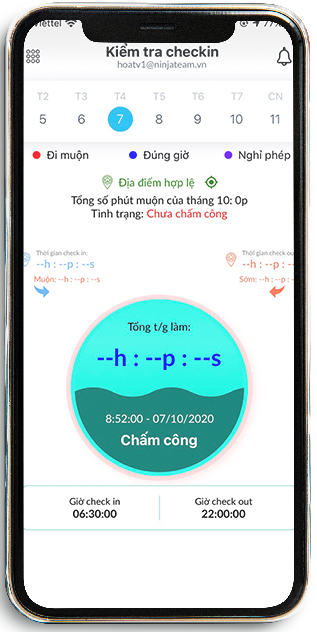 Viettel 77%
Kiểm tra checkin
hoatv1@ninjateam.vn
T2 T3 T4 T5 T6 T7 CN
5 6 7 8 9 10 11
Đi muộn Đúng giờ Nghỉ phép
Địa điểm hợp lệ
Tổng số phút muộn của tháng 10: 0p
Tình trạng: Chưa chấm công
Thời gian check in: Thời gian check ou
--h : --p : --s --h : --p : --s
Muộn: --h : --p : --s Sớm: --h : --p : --s
Tổng t/g làm:
--h : --p : --s
8:52:00 - 07/10/2020
Chấm công
Giờ check in Giờ check out
06:30:00 22:00:00